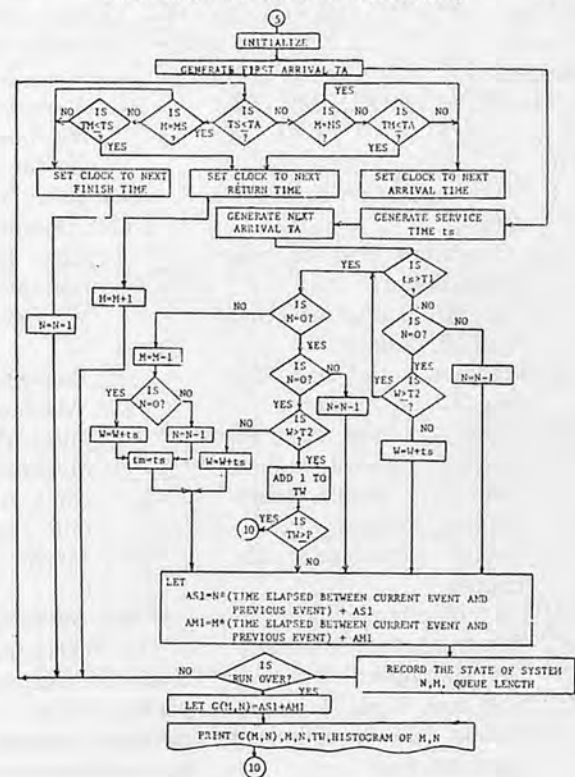 5
INITIALIZE
GENERATE FIRST ARRIVAL TA
YES
NO
IS
TM<TS
?
NO
IS
M=MS
?
YES
IS
TS<TA
?
NO
IS
M=NS
?
NO
IS
TM<TA
?
NO
YES
YES
SET CLOCK TO NEXT
FINISH TIME
SET CLOCK TO NEXT
RETURN TIME
SET CLOCK TO NEXT
ARRIVAL TIME
GENERATE NEXT
ARRIVAL TA
GENERATE SERVICE
TIME ts
YES
IS
ts>T1
?
NO
M=M+1
N=N=1
NO
IS
M=0?
YES
YES
IS
N=0?
NO
M=M-1
YES
IS
N=0?
NO
IS
N=0?
NO
YES
N=N-1
YES
IS
W>T2
?
NO
N=N-1
W=W+ts
N=N-1
NO
IS
W>T2
?
YES
W=W+ts
tm=ts
W=W+ts
ADD 1 TO
TW
10
YES
IS
TW>P
?
NO
LET
AS1=N*(TIME ELAPSED BETWEEN CURRENT EVENT AND
PREVIOUS EVENT) + AS1
AM1=M*(TIME ELAPSED BETWEEN CURRENT EVENT AND
PREVIOUS EVENT) + AM1
NO
IS
RUN OVER?
YES
RECORD THE STATE OF SYSTEM
N,M, QUEUE LENGTH
LET C(M,N)=AS1+AM1
PRINT C(M,N),M,N,TW,HISTOGRAM OF M,N
10